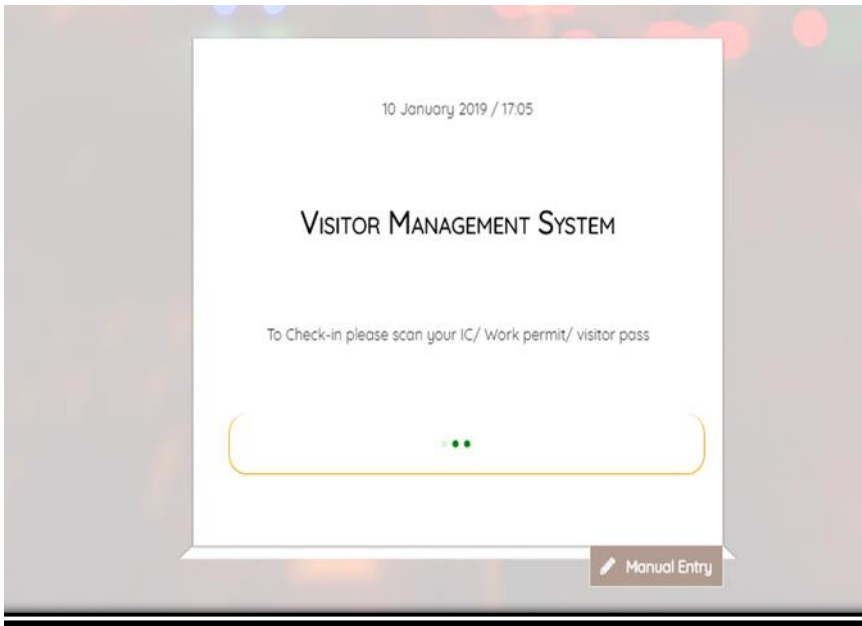 10 January 2019 / 17:05
Visitor Management System
To Check-in please scan your IC/ Work permit/ visitor pass
Manual Entry